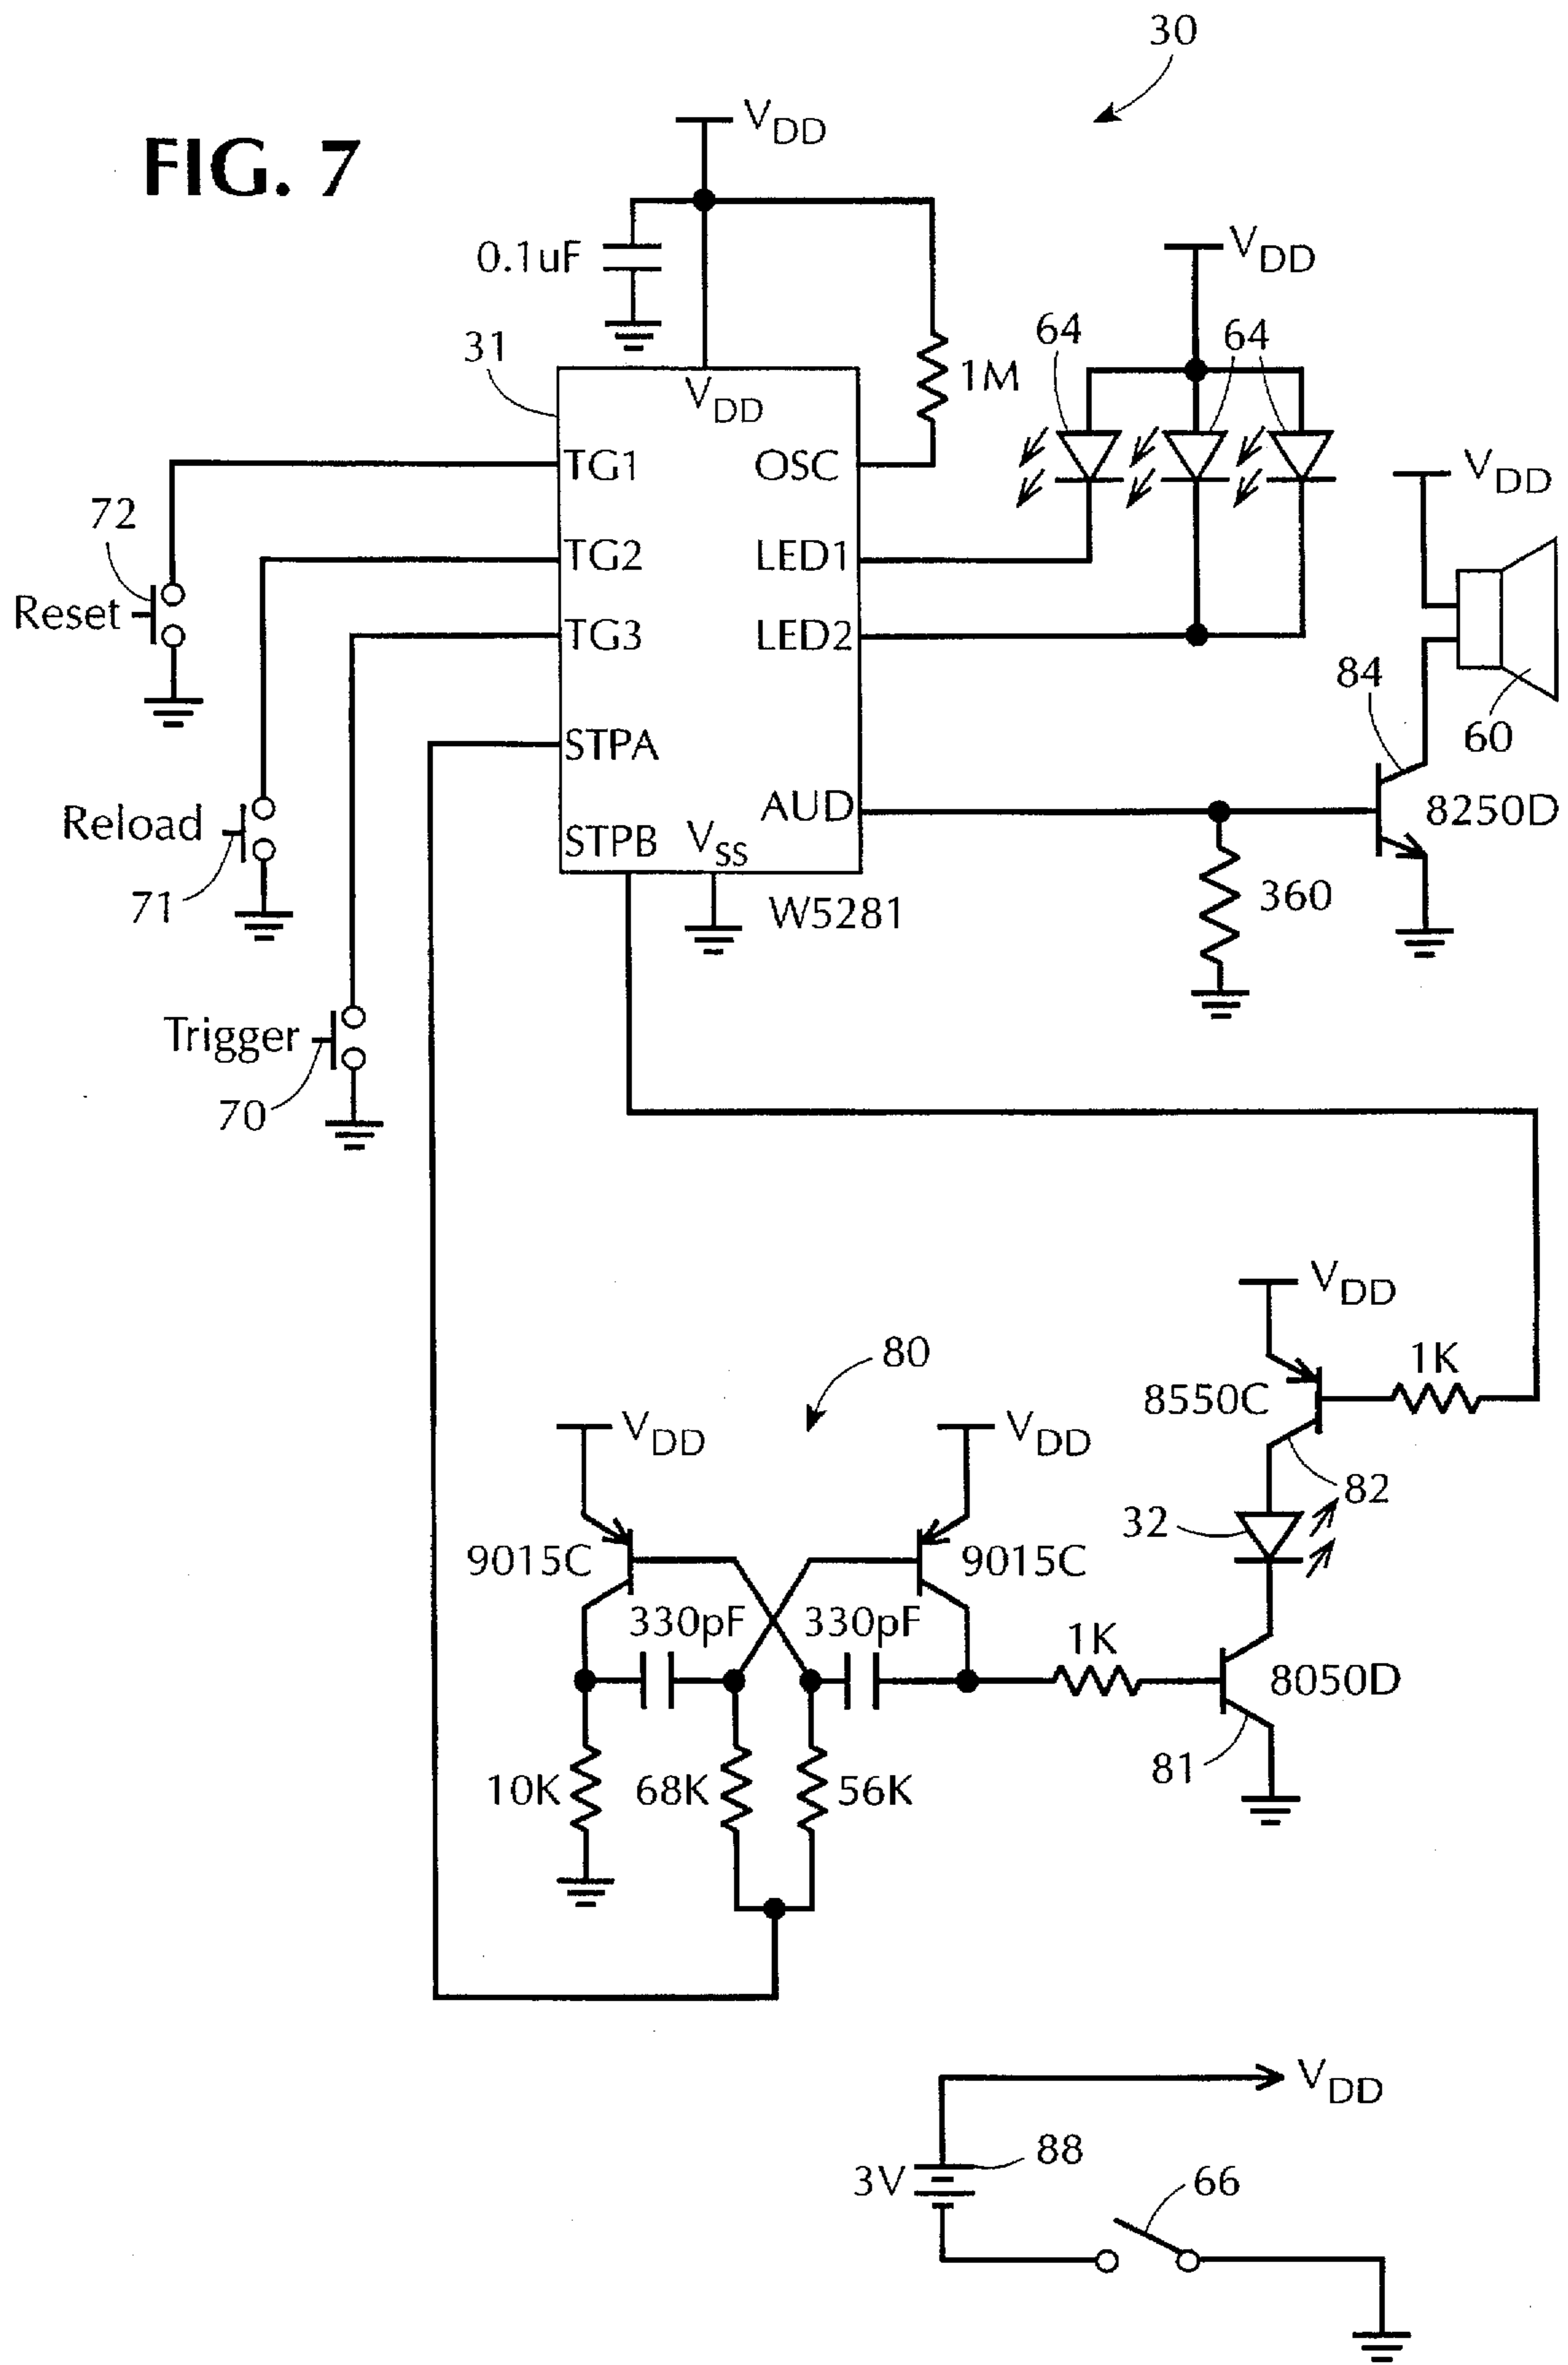 30
FIG. 7
VDD
0.1uF
VDD
31
64
64
1M
VDD
VDD
TG1
OSC
72
TG2
LED1
Reset
TG3
LED2
84
60
STPA
Reload
AUD
8250D
STPB
VSS
71
360
W5281
Trigger
70
VDD
80
1K
8550C
VDD
VDD
82
32
9015C
9015C
330pF
330pF
1K
8050D
81
10K
68K
56K
VDD
88
3V
66